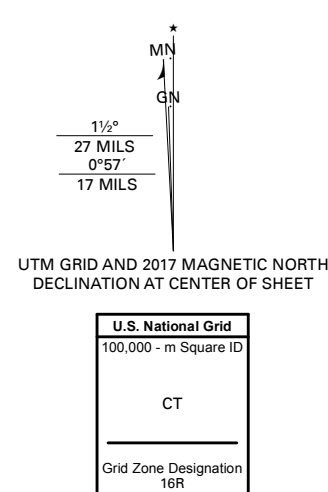 ★
MN
GN
1½°
27 MILS
0°57´
17 MILS
UTM GRID AND 2017 MAGNETIC NORTH
DECLINATION AT CENTER OF SHEET
U.S. National Grid
100,000 - m Square ID
CT
Grid Zone Designation
16R